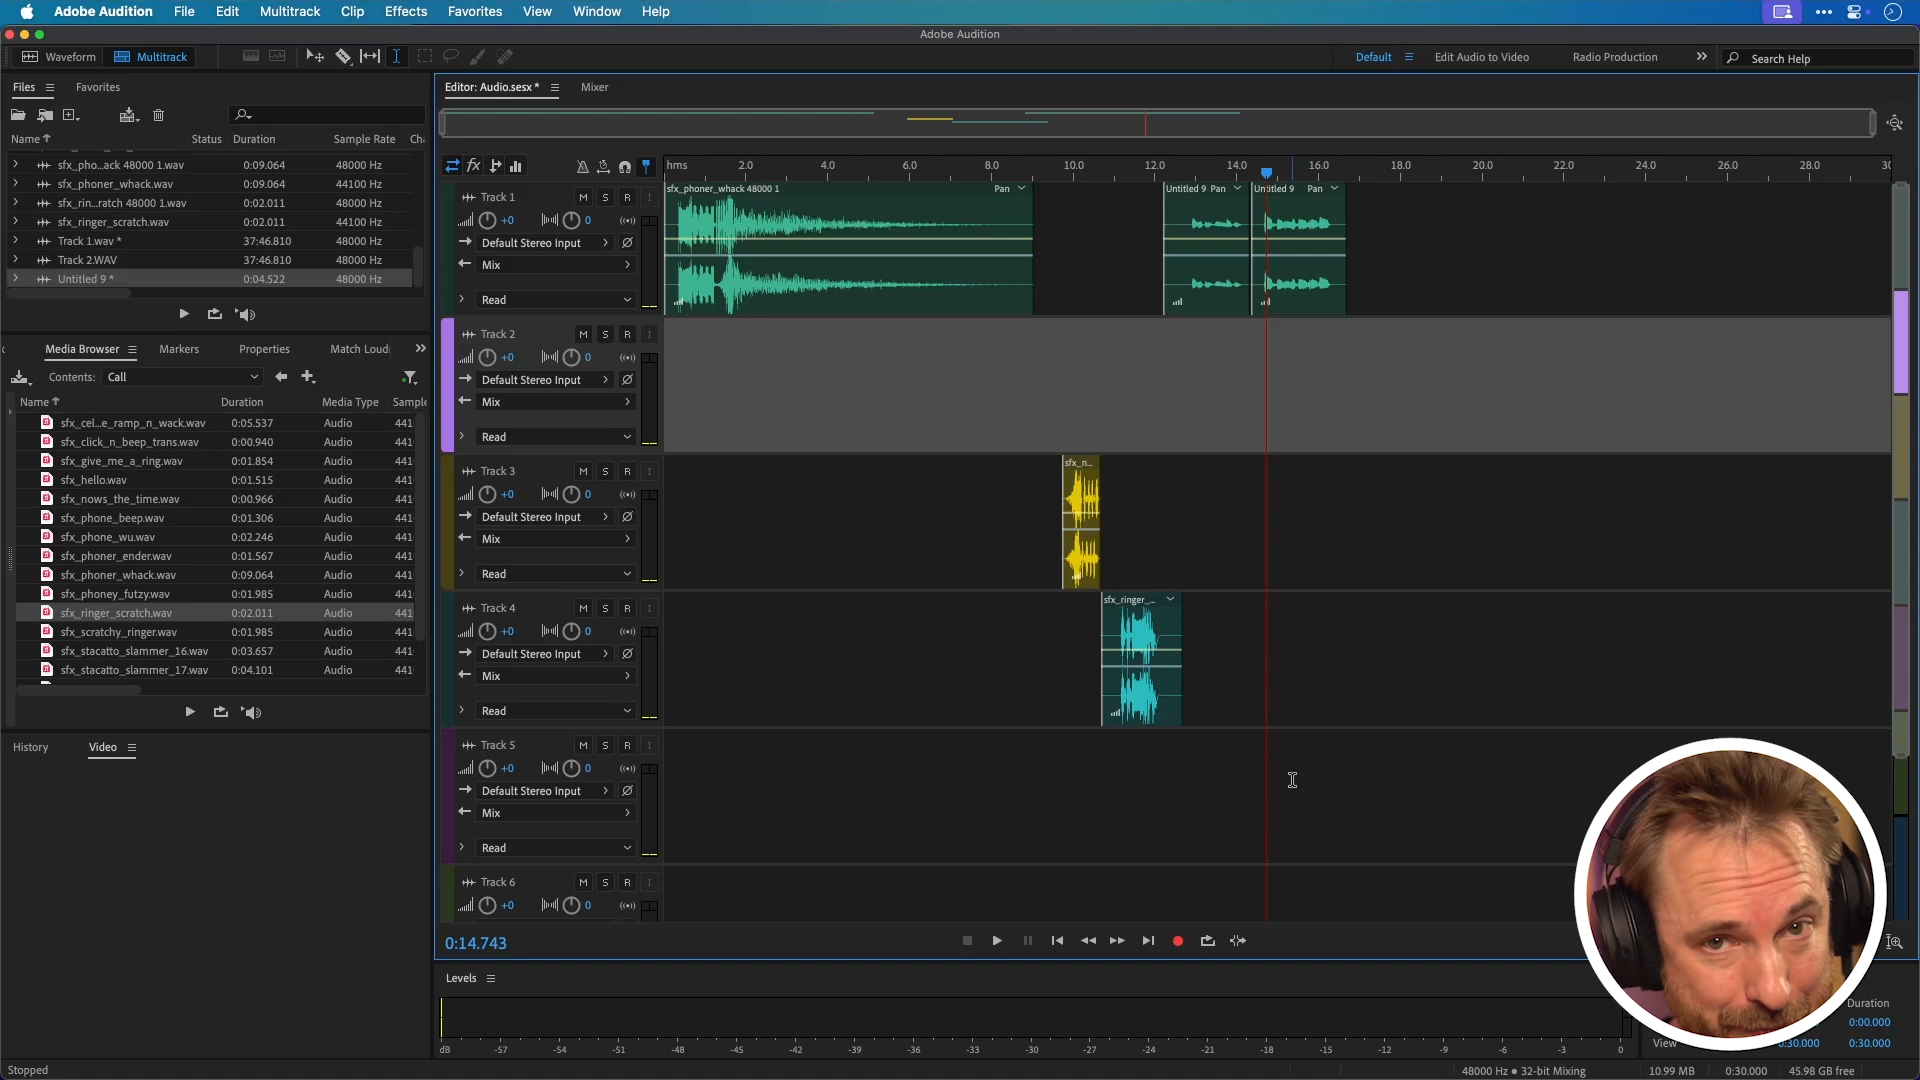 Adobe Audition File Edit Multitrack Clip Effects Favorites View Window Help
Adobe Audition
Waveform Multitrack Default Edit Audio to Video Radio Production Search Help
Files Favorites
Name Status Duration Sample Rate Ch
sfx_pho...ack 48000 1.wav 0:09.064 48000 Hz
sfx_phoner_whack.wav 0:09.064 44100 Hz
sfx_rin...ratch 48000 1.wav 0:02.011 48000 Hz
sfx_ringer_scratch.wav 0:02.011 44100 Hz
Track 1.wav * 37:46.810 48000 Hz
Track 2.WAV 37:46.810 48000 Hz
Untitled 9 * 0:04.522 48000 Hz
Media Browser Markers Properties Match Loud
Contents: Call
Name Duration Media Type Sample
sfx_cel...e_ramp_n_wack.wav 0:05.537 Audio 441
sfx_click_n_beep_trans.wav 0:00.940 Audio 441
sfx_give_me_a_ring.wav 0:01.854 Audio 441
sfx_hello.wav 0:01.515 Audio 441
sfx_nows_the_time.wav 0:00.966 Audio 441
sfx_phone_beep.wav 0:01.306 Audio 441
sfx_phone_wu.wav 0:02.246 Audio 441
sfx_phoner_ender.wav 0:01.567 Audio 441
sfx_phoner_whack.wav 0:09.064 Audio 441
sfx_phoney_futzy.wav 0:01.985 Audio 441
sfx_ringer_scratch.wav 0:02.011 Audio 441
sfx_scratchy_ringer.wav 0:01.985 Audio 441
sfx_stacatto_slammer_16.wav 0:03.657 Audio 441
sfx_stacatto_slammer_17.wav 0:04.101 Audio 441
History Video
Editor: Audio.sesx * Mixer
fx hms 2.0 4.0 6.0 8.0 10.0 12.0 14.0 16.0 18.0 20.0 22.0 24.0 26.0 28.0 30
Track 1 M S R I
+0 0
Default Stereo Input
Mix
Read
sfx_phoner_whack 48000 1 Pan
Untitled 9 Pan
Untitled 9 Pan
Track 2 M S R I
+0 0
Default Stereo Input
Mix
Read
Track 3 M S R I
+0 0
Default Stereo Input
Mix
Read
sfx_n...
Track 4 M S R I
+0 0
Default Stereo Input
Mix
Read
sfx_ringer_...
Track 5 M S R I
+0 0
Default Stereo Input
Mix
Read
Track 6 M S R I
+0 0
0:14.743
Levels
dB -57 -54 -51 -48 -45 -42 -39 -36 -33 -30 -27 -24 -21 -18 -15 -12 -9 -6 -3 0
Duration
0:00.000
View 0:30.000 0:30.000
Stopped 48000 Hz ● 32-bit Mixing 10.99 MB 0:30.000 45.98 GB free